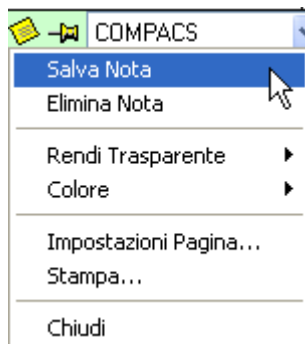 COMPACS
Salva Nota
Elimina Nota
Rendi Trasparente
Colore
Impostazioni Pagina...
Stampa...
Chiudi